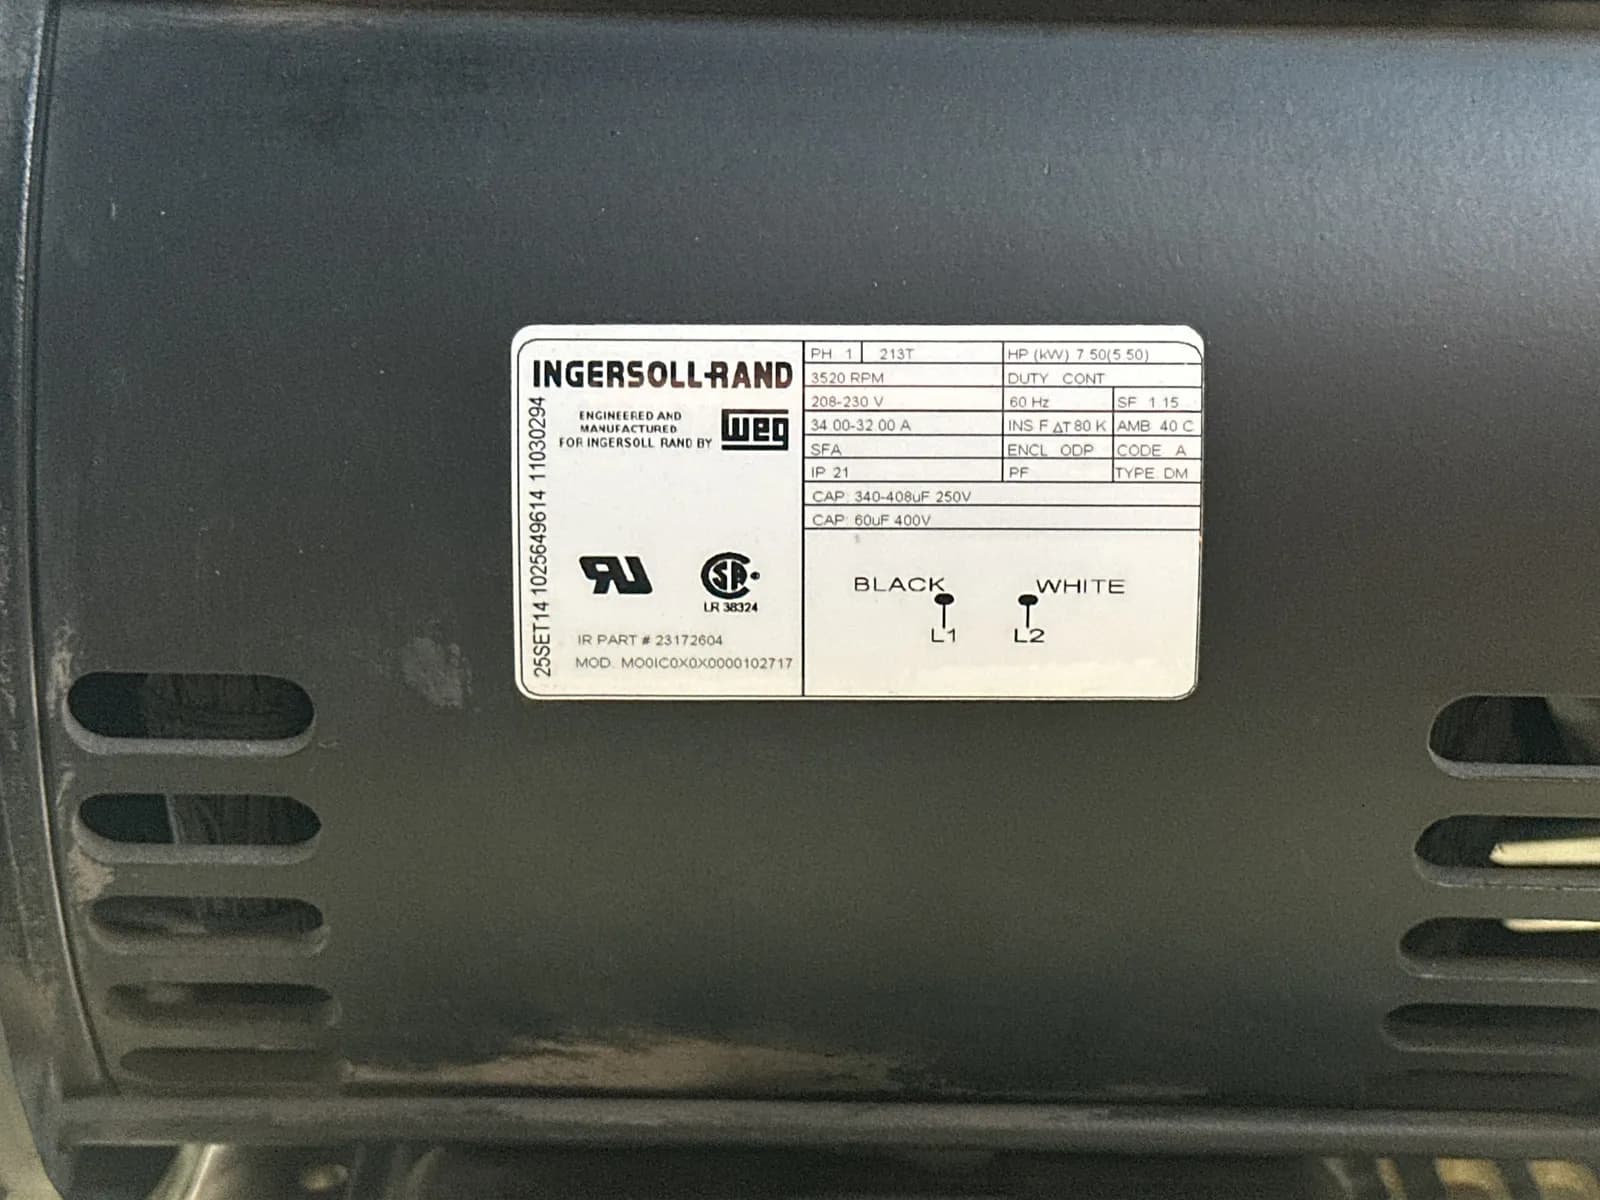 INGERSOLL-RAND
ENGINEERED AND
MANUFACTURED
FOR INGERSOLL RAND BY
WEG
25SET14 1025649614 11030294
LR 38324
IR PART # 23172604
MOD. MO0IC0X0X0000102717
PH 1 213T HP (kW) 7.50(5.50)
3520 RPM DUTY CONT
208-230 V 60 Hz SF 1.15
34.00-32.00 A INS F ΔT 80 K AMB 40 C
SFA ENCL ODP CODE A
IP 21 PF TYPE DM
CAP: 340-408uF 250V
CAP: 60uF 400V
BLACK WHITE
L1 L2